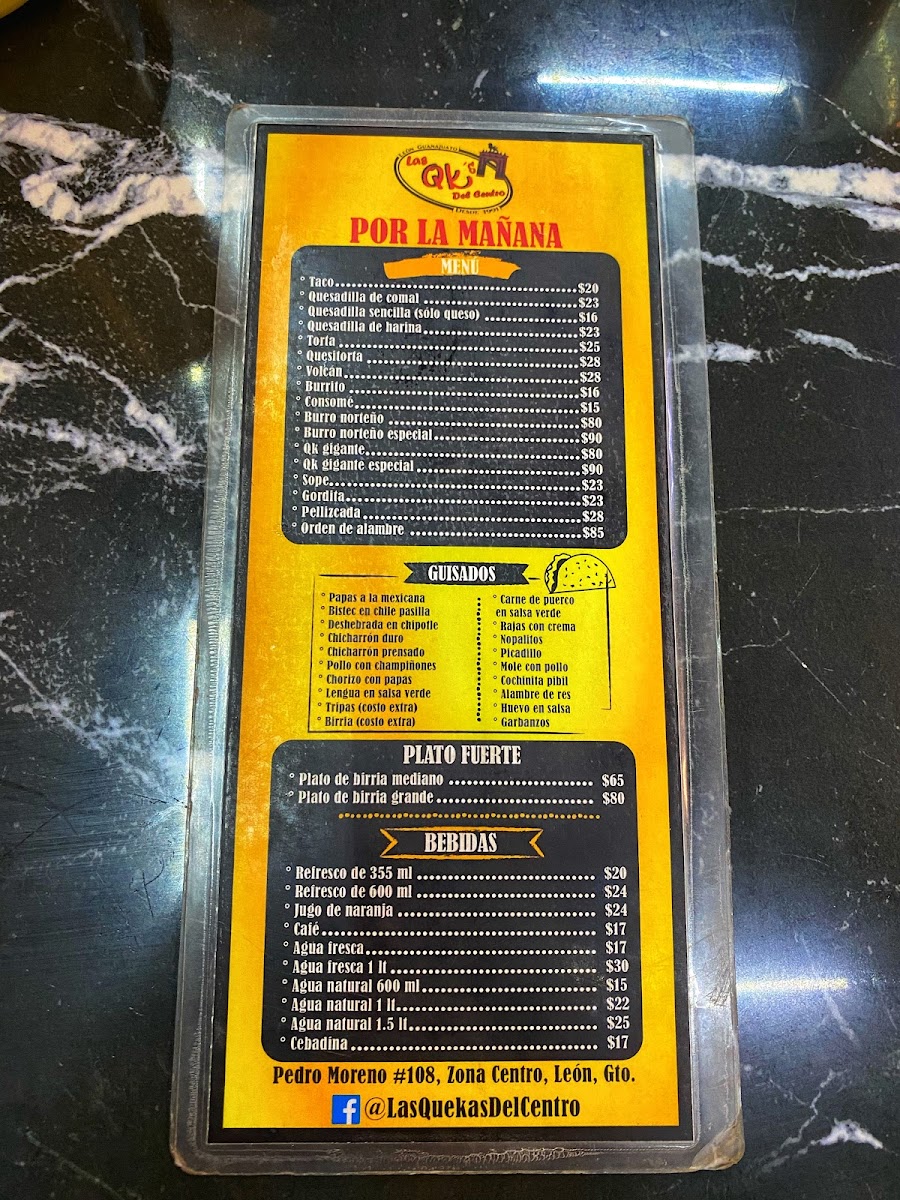 LEÓN GUANAJUATO
Las
Qk's
Del Centro
DESDE 1991
POR LA MAÑANA
MENÚ
° Taco........................$20
° Quesadilla de comal ........................$23
° Quesadilla sencilla (sólo queso) ........................$16
° Quesadilla de harina........................$23
° Torta ........................$25
° Quesitorta ........................$28
° Volcán........................$28
° Burrito ........................$16
° Consomé........................$15
° Burro norteño ........................$80
° Burro norteño especial........................$90
° Qk gigante........................$80
° Qk gigante especial ........................$90
° Sope........................$23
° Gordita........................$23
° Pellizcada ........................$28
° Orden de alambre ........................$85
GUISADOS
° Papas a la mexicana
° Bistec en chile pasilla
° Deshebrada en chipotle
° Chicharrón duro
° Chicharrón prensado
° Pollo con champiñones
° Chorizo con papas
° Lengua en salsa verde
° Tripas (costo extra)
° Birria (costo extra)
° Carne de puerco
en salsa verde
° Rajas con crema
° Nopalitos
° Picadillo
° Mole con pollo
° Cochinita pibil
° Alambre de res
° Huevo en salsa
° Garbanzos
PLATO FUERTE
° Plato de birria mediano ........................ $65
° Plato de birria grande........................ $80
BEBIDAS
° Refresco de 355 ml ........................ $20
° Refresco de 600 ml ........................ $24
° Jugo de naranja ........................ $24
° Café........................ $17
° Agua fresca........................ $17
° Agua fresca 1 lt ........................ $30
° Agua natural 600 ml........................ $15
° Agua natural 1 lt........................ $22
° Agua natural 1.5 lt........................ $25
° Cebadina........................ $17
Pedro Moreno #108, Zona Centro, León, Gto.
f @LasQuekasDelCentro